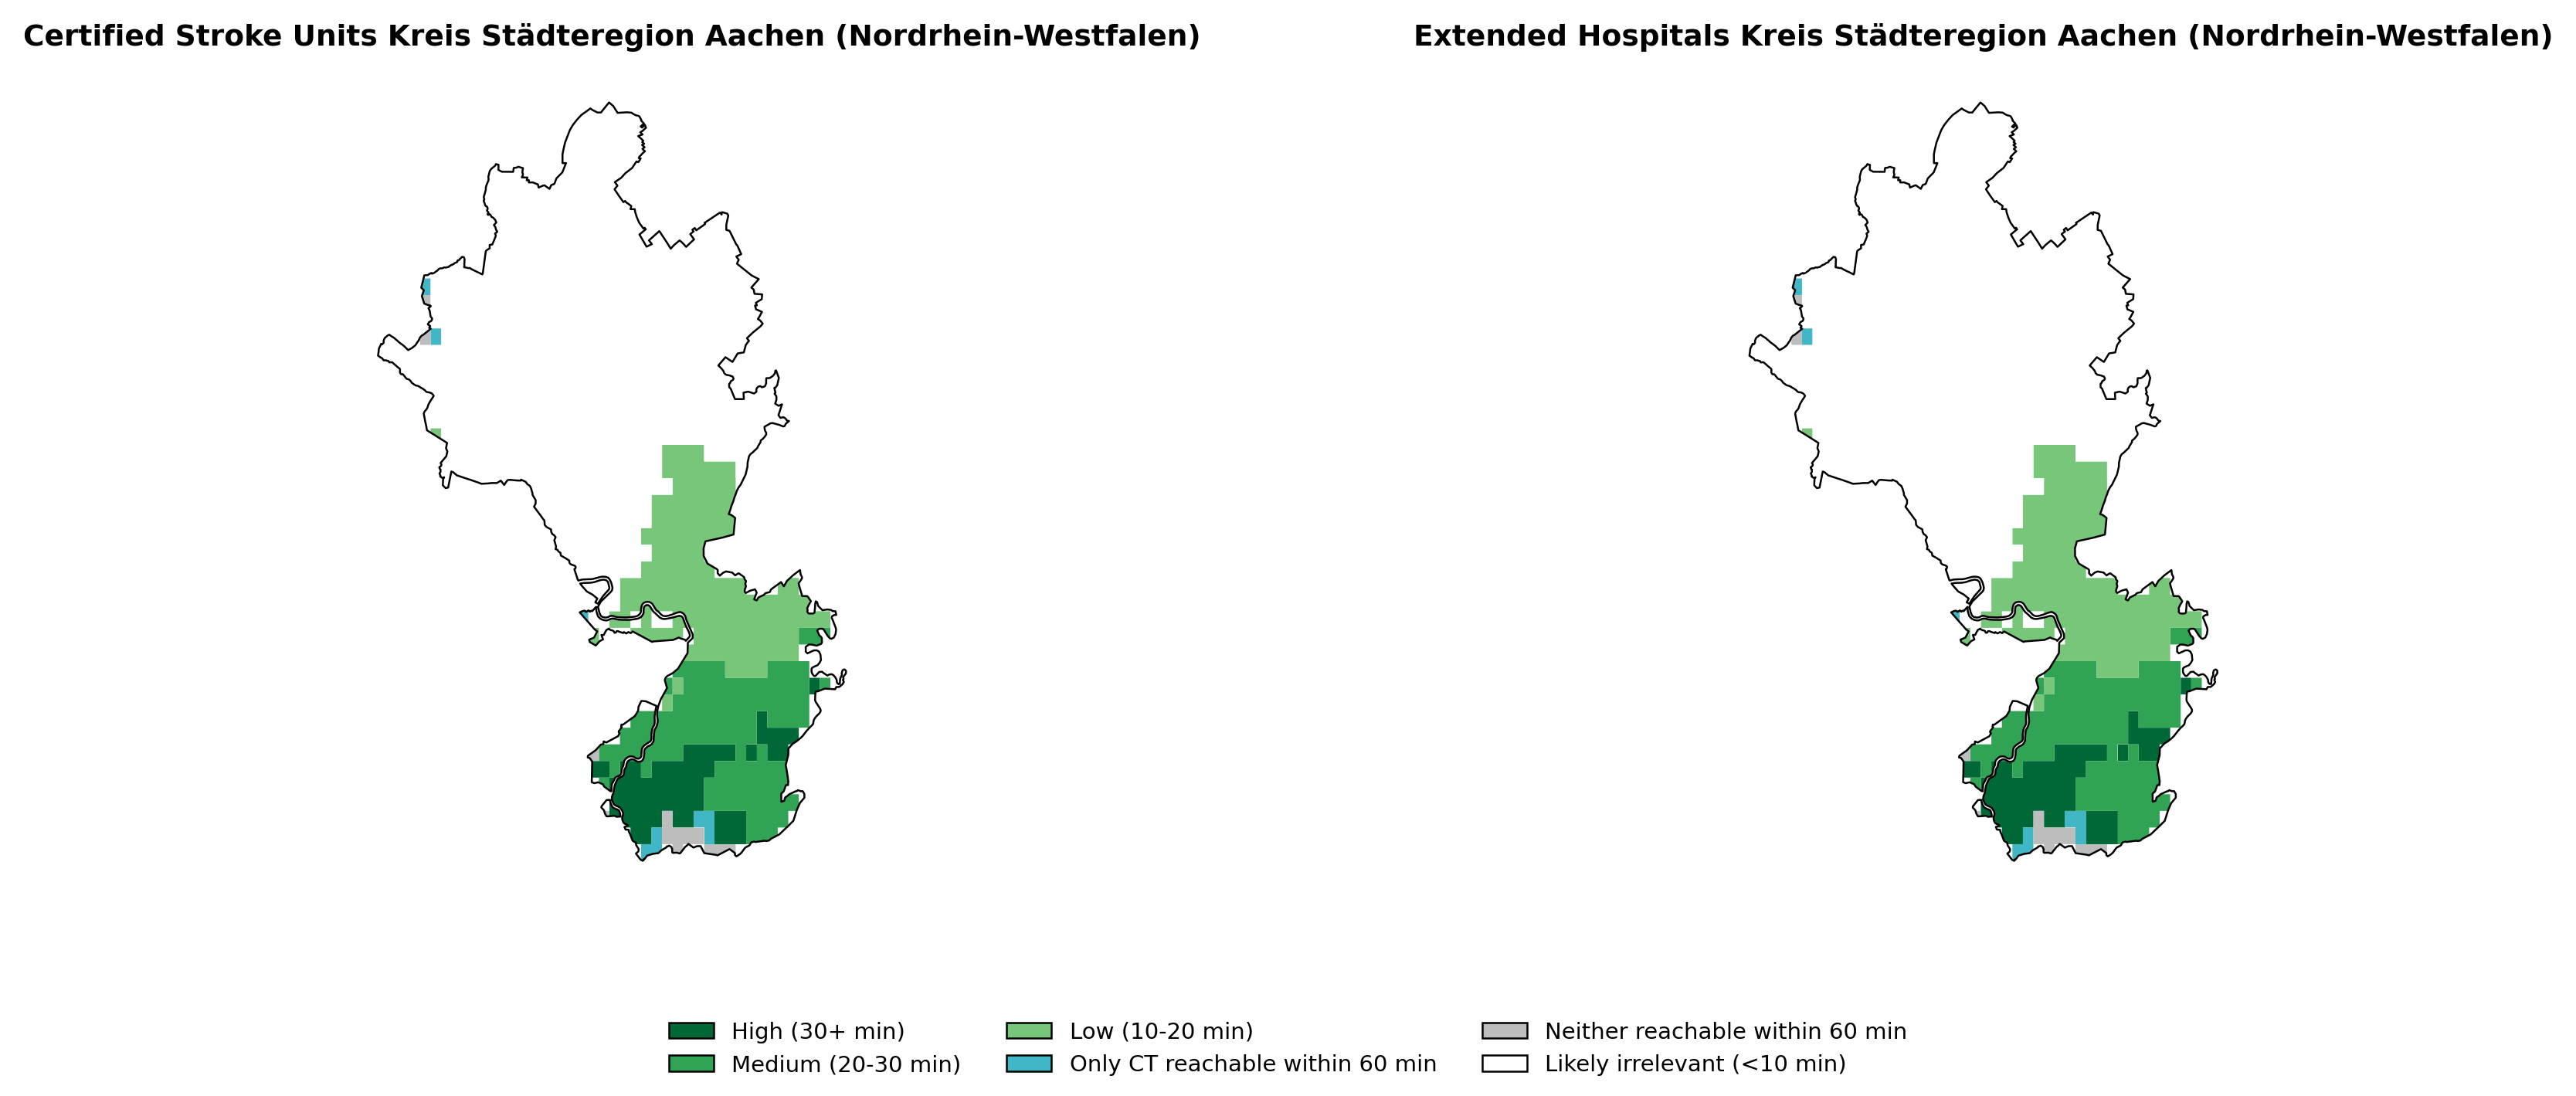 Certified Stroke Units Kreis Städteregion Aachen (Nordrhein-Westfalen)
Extended Hospitals Kreis Städteregion Aachen (Nordrhein-Westfalen)
High (30+ min)
Medium (20-30 min)
Low (10-20 min)
Only CT reachable within 60 min
Neither reachable within 60 min
Likely irrelevant (<10 min)